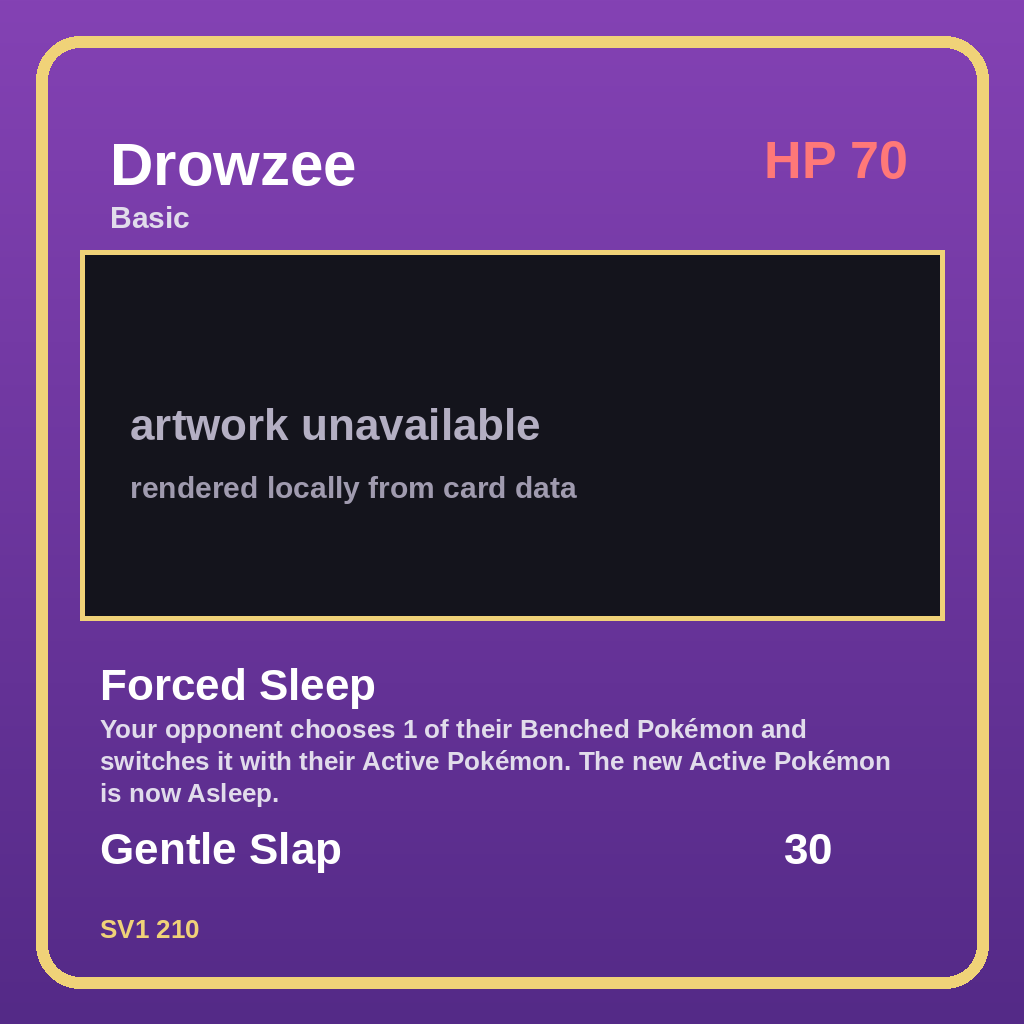 Drowzee
HP 70
Basic
artwork unavailable
rendered locally from card data
Forced Sleep
Your opponent chooses 1 of their Benched Pokémon and
switches it with their Active Pokémon. The new Active Pokémon
is now Asleep.
Gentle Slap
30
SV1 210